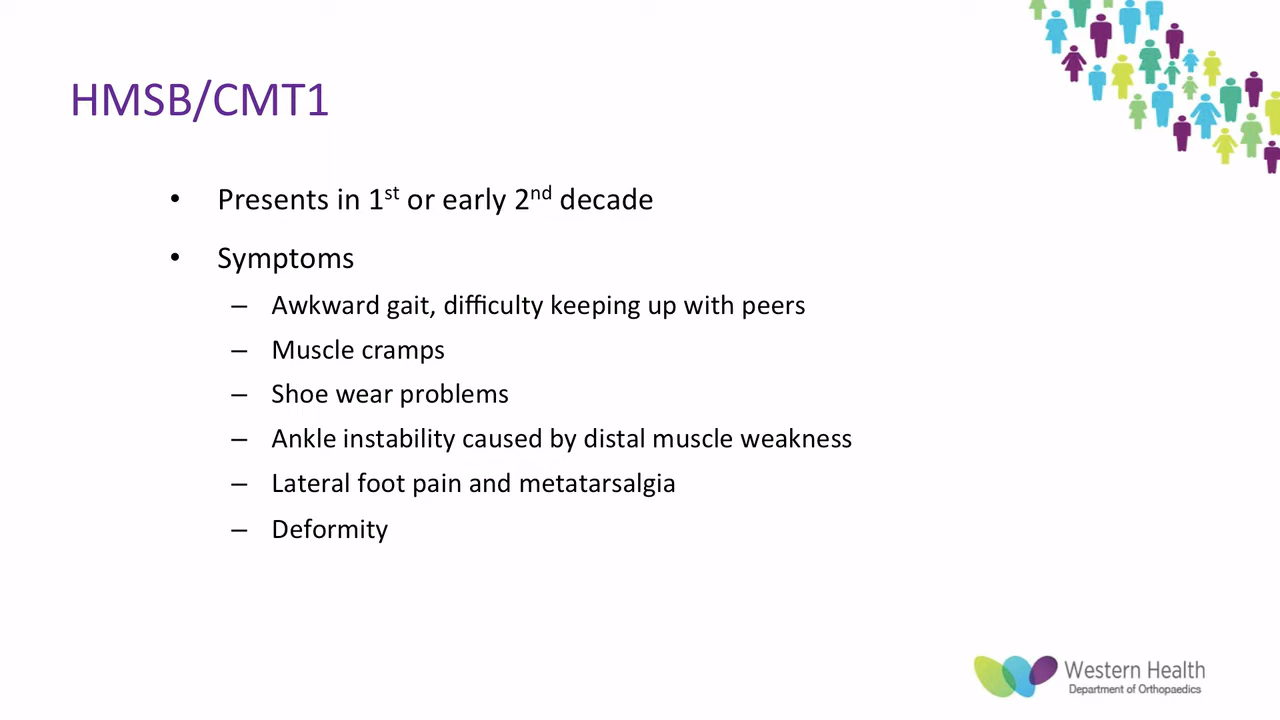 HMSB/CMT1
• Presents in 1st or early 2nd decade
• Symptoms
– Awkward gait, difficulty keeping up with peers
– Muscle cramps
– Shoe wear problems
– Ankle instability caused by distal muscle weakness
– Lateral foot pain and metatarsalgia
– Deformity
Western Health
Department of Orthopaedics